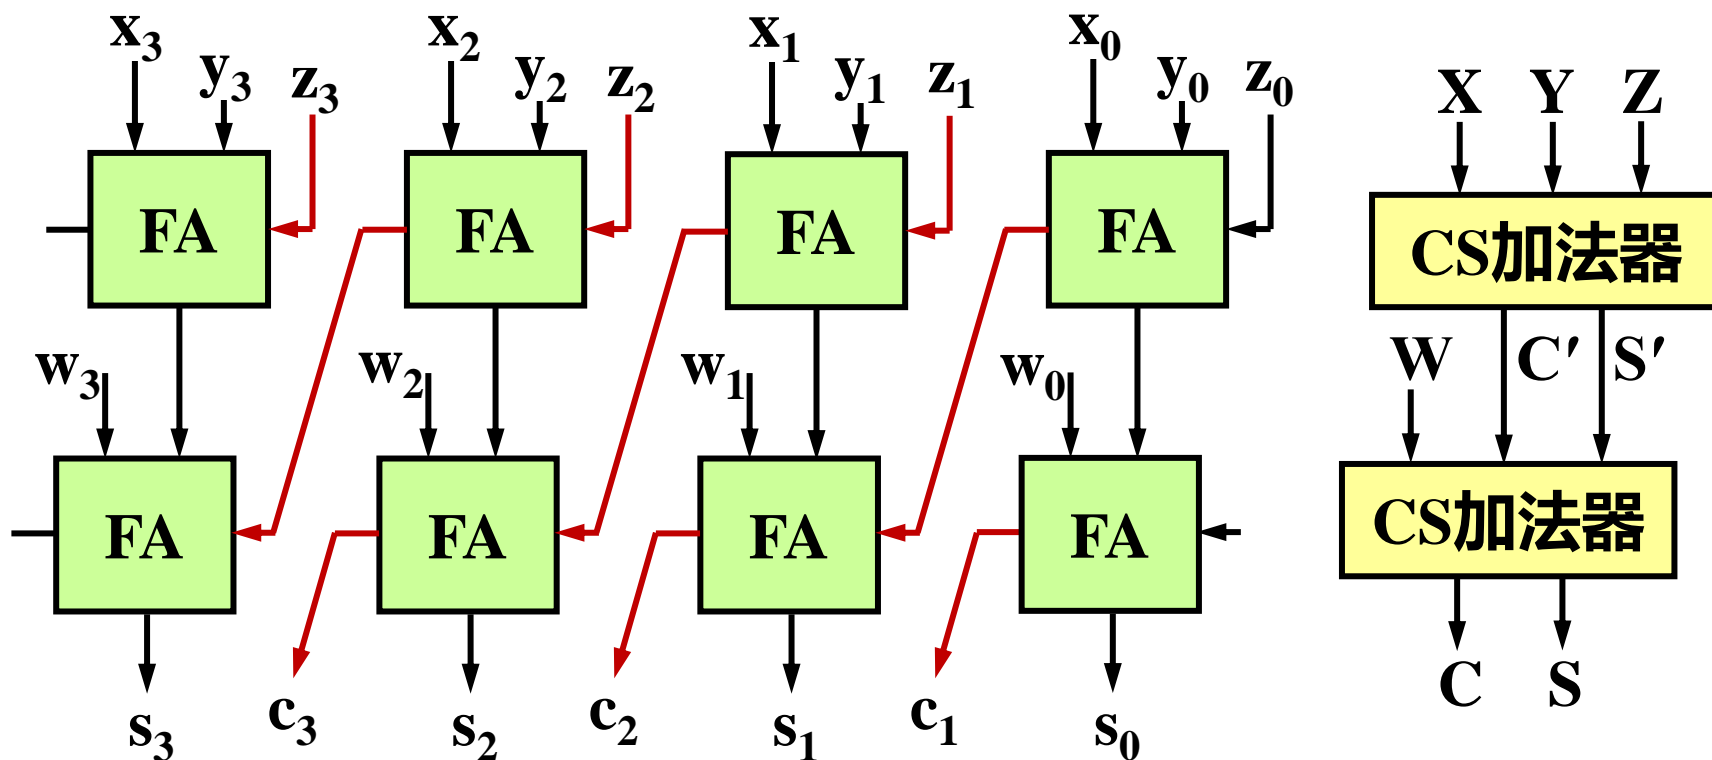 x₃ x₂ x₁ x₀
y₃ z₃ y₂ z₂ y₁ z₁ y₀ z₀
FA FA FA FA
w₃ w₂ w₁ w₀
FA FA FA FA
s₃ c₃ s₂ c₂ s₁ c₁ s₀
X Y Z
CS加法器
W C′ S′
CS加法器
C S